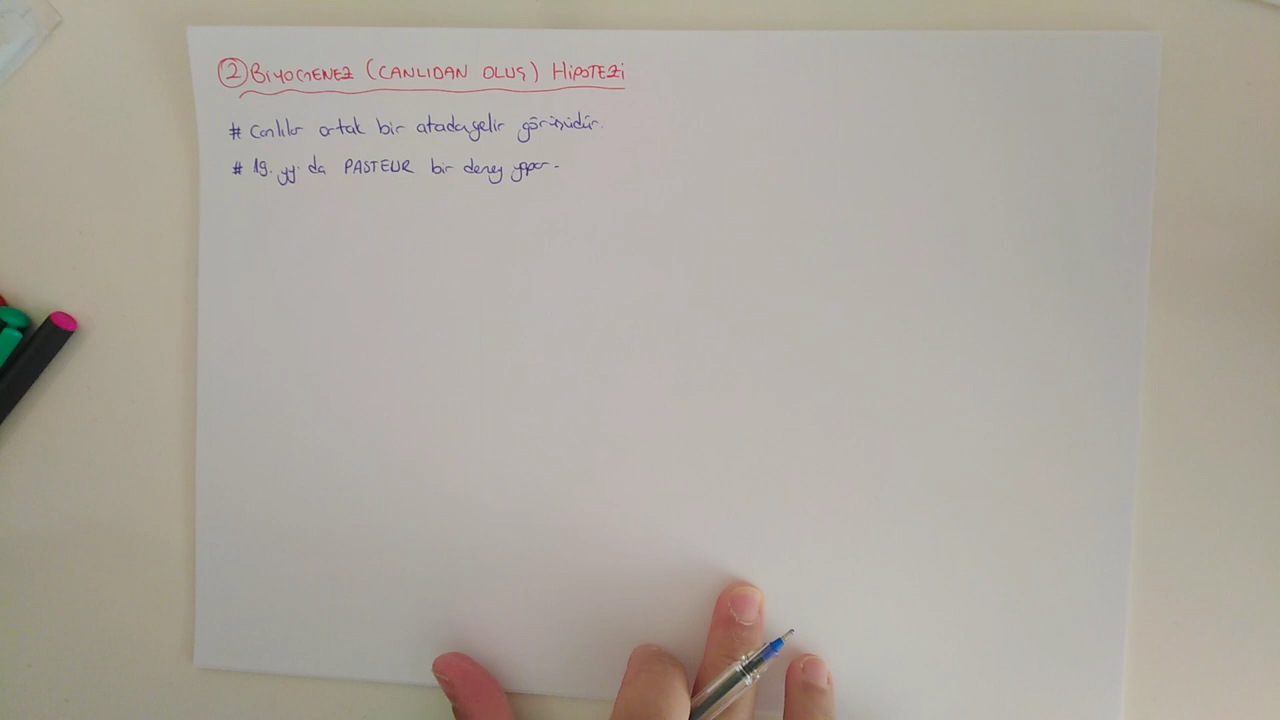 ② BİYOGENEZ (CANLIDAN OLUŞ) HİPOTEZİ
# Canlılar ortak bir atadan gelir görüşüdür.
# 19. yy. da PASTEUR bir deney yapar.